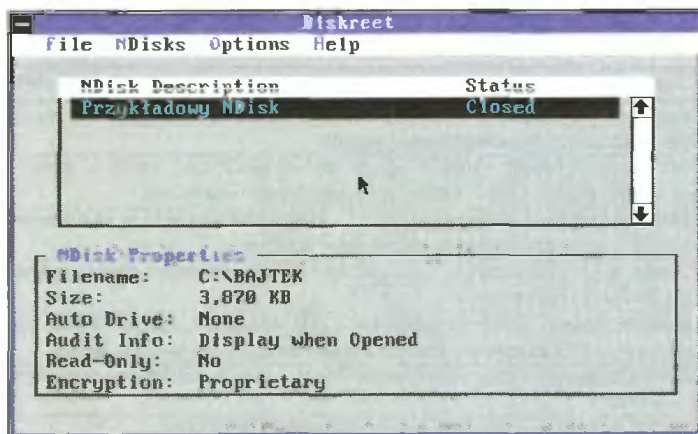 Diskreet
File NDisks Options Help
NDisk Description Status
Przykładowy NDisk Closed
NDisk Properties
Filename: C:\BAJTEK
Size: 3,870 KB
Auto Drive: None
Audit Info: Display when Opened
Read-Only: No
Encryption: Proprietary